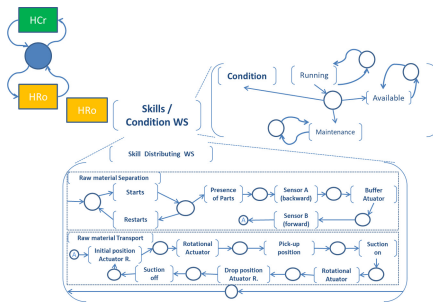 HCr
HRo
HRo
Skills /
Condition WS
Condition
Running
Available
Maintenance
Skill Distributing WS
Raw material Separation
Starts
Restarts
Presence
of Parts
Sensor A
(backward)
Buffer
Atuator
A
Sensor B
(forward)
Raw material Transport
A
Initial position
Actuator R.
Rotational
Actuator
Pick-up
position
Suction
on
Suction
off
Drop position
Atuator R.
Rotational
Atuator